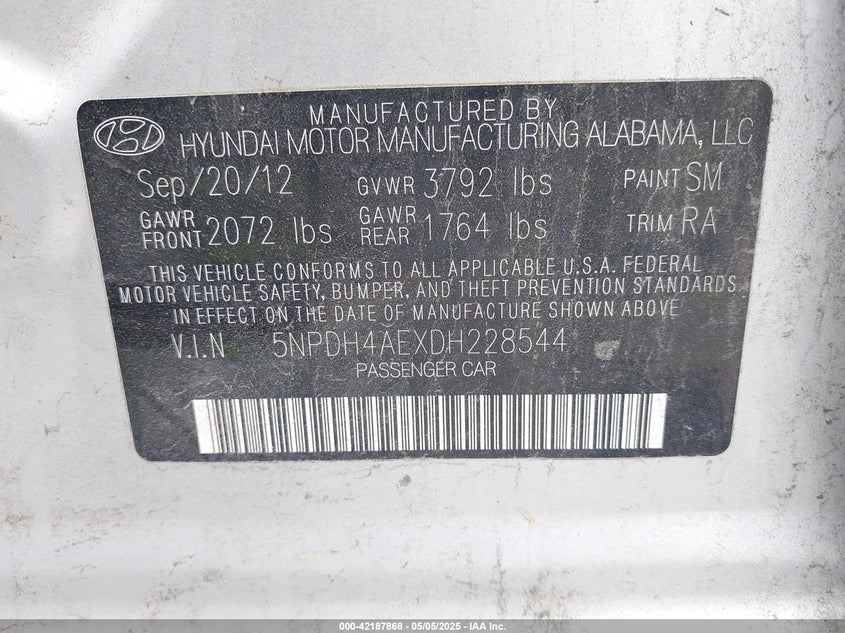 MANUFACTURED BY
HYUNDAI MOTOR MANUFACTURING ALABAMA, LLC
Sep/20/12 GVWR 3792 lbs PAINT SM
GAWR FRONT 2072 lbs GAWR REAR 1764 lbs TRIM RA
THIS VEHICLE CONFORMS TO ALL APPLICABLE U.S.A. FEDERAL
MOTOR VEHICLE SAFETY, BUMPER, AND THEFT PREVENTION STANDARDS
IN EFFECT ON THE DATE OF MANUFACTURE SHOWN ABOVE
V.I.N 5NPDH4AEXDH228544
PASSENGER CAR
000-42187868 - 05/05/2025 - IAA Inc.